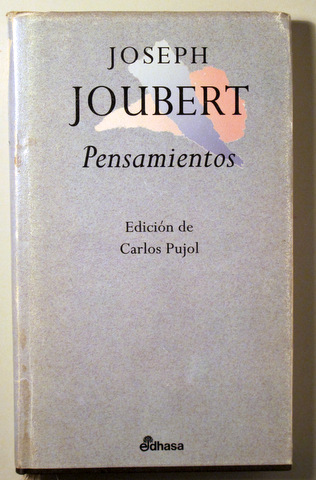 JOSEPH
JOUBERT
Pensamientos
Edición de
Carlos Pujol
edhasa